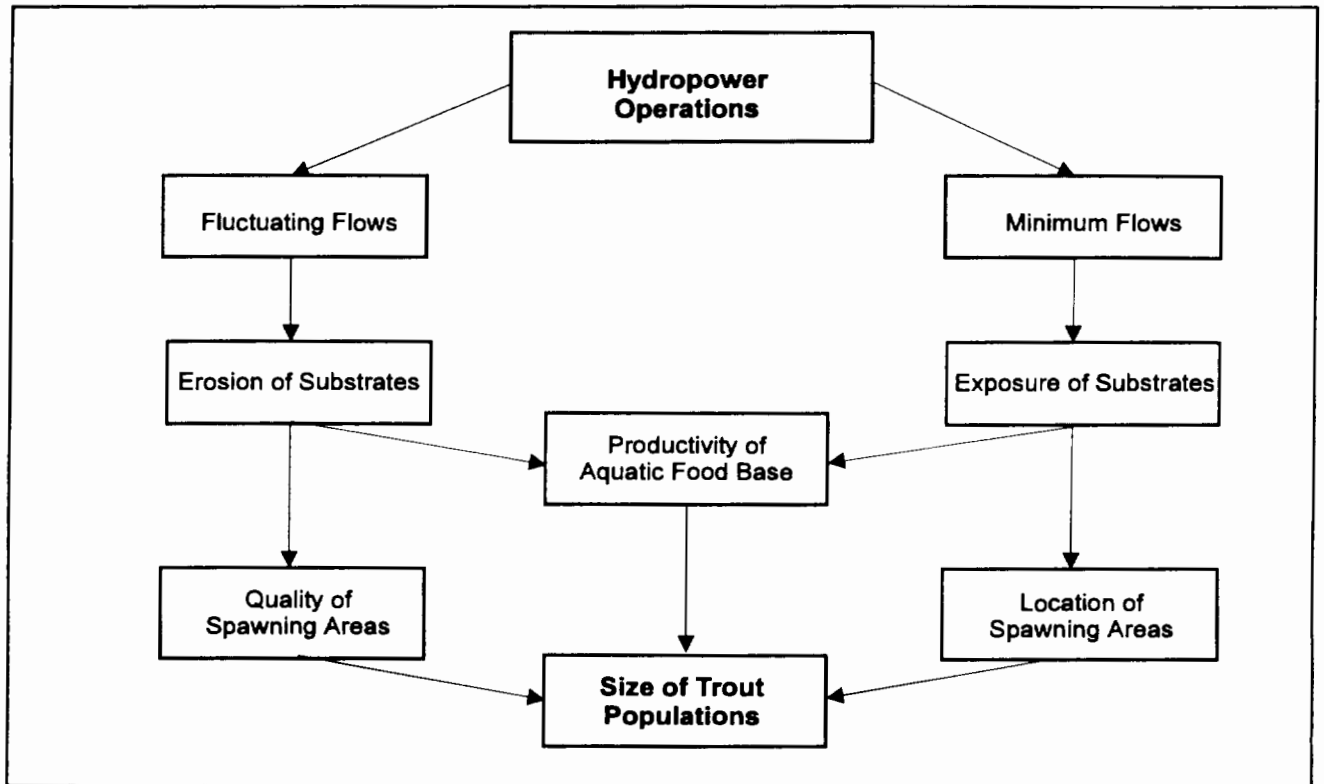 Hydropower
Operations
Fluctuating Flows
Minimum Flows
Erosion of Substrates
Exposure of Substrates
Productivity of
Aquatic Food Base
Quality of
Spawning Areas
Location of
Spawning Areas
Size of Trout
Populations